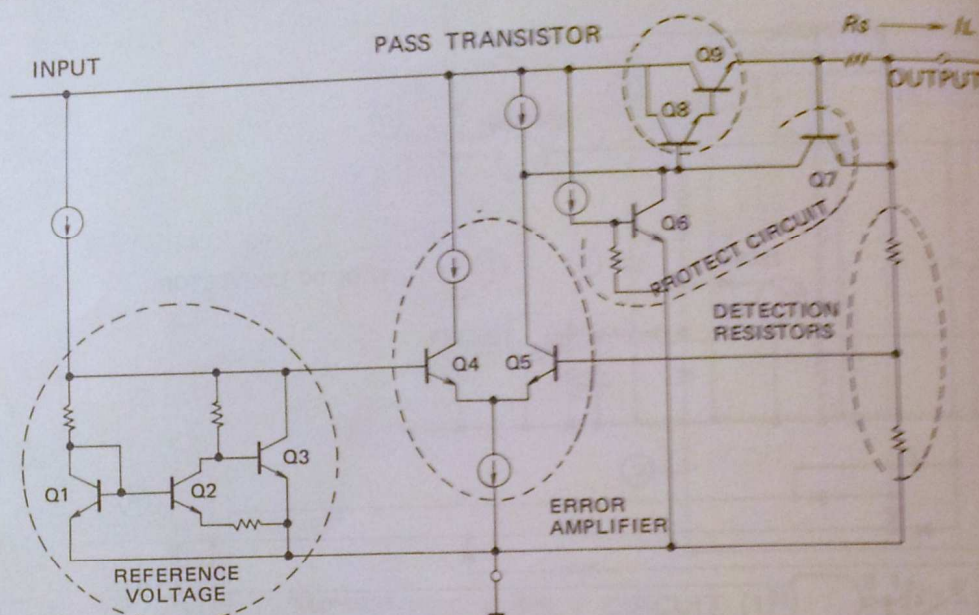 PASS TRANSISTOR
Rs
IL
INPUT
Q9
OUTPUT
Q8
Q7
Q6
PROTECT CIRCUIT
DETECTION
RESISTORS
Q4
Q5
Q3
Q1
Q2
ERROR
AMPLIFIER
REFERENCE
VOLTAGE